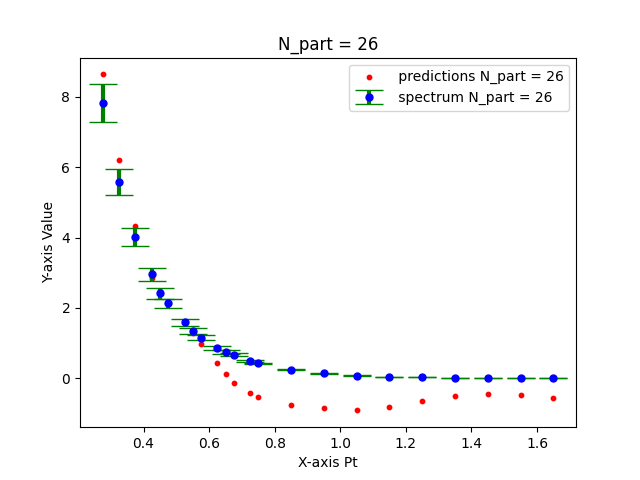 N_part = 26
predictions N_part = 26
spectrum N_part = 26
Y-axis Value
8
6
4
2
0
0.4 0.6 0.8 1.0 1.2 1.4 1.6
X-axis Pt